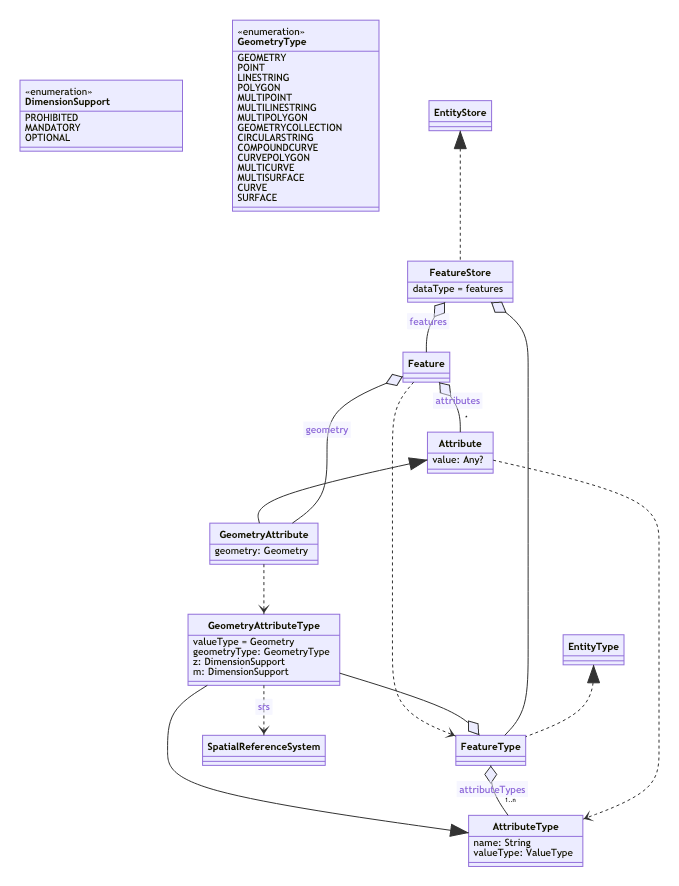 «enumeration»
GeometryType
GEOMETRY
POINT
LINESTRING
POLYGON
MULTIPOINT
MULTILINESTRING
MULTIPOLYGON
GEOMETRYCOLLECTION
CIRCULARSTRING
COMPOUNDCURVE
CURVEPOLYGON
MULTICURVE
MULTISURFACE
CURVE
SURFACE
«enumeration»
DimensionSupport
PROHIBITED
MANDATORY
OPTIONAL
EntityStore
FeatureStore
dataType = features
features
Feature
attributes
geometry
Attribute
value: Any?
GeometryAttribute
geometry: Geometry
GeometryAttributeType
valueType = Geometry
geometryType: GeometryType
z: DimensionSupport
m: DimensionSupport
EntityType
srs
SpatialReferenceSystem
FeatureType
attributeTypes
1..n
AttributeType
name: String
valueType: ValueType